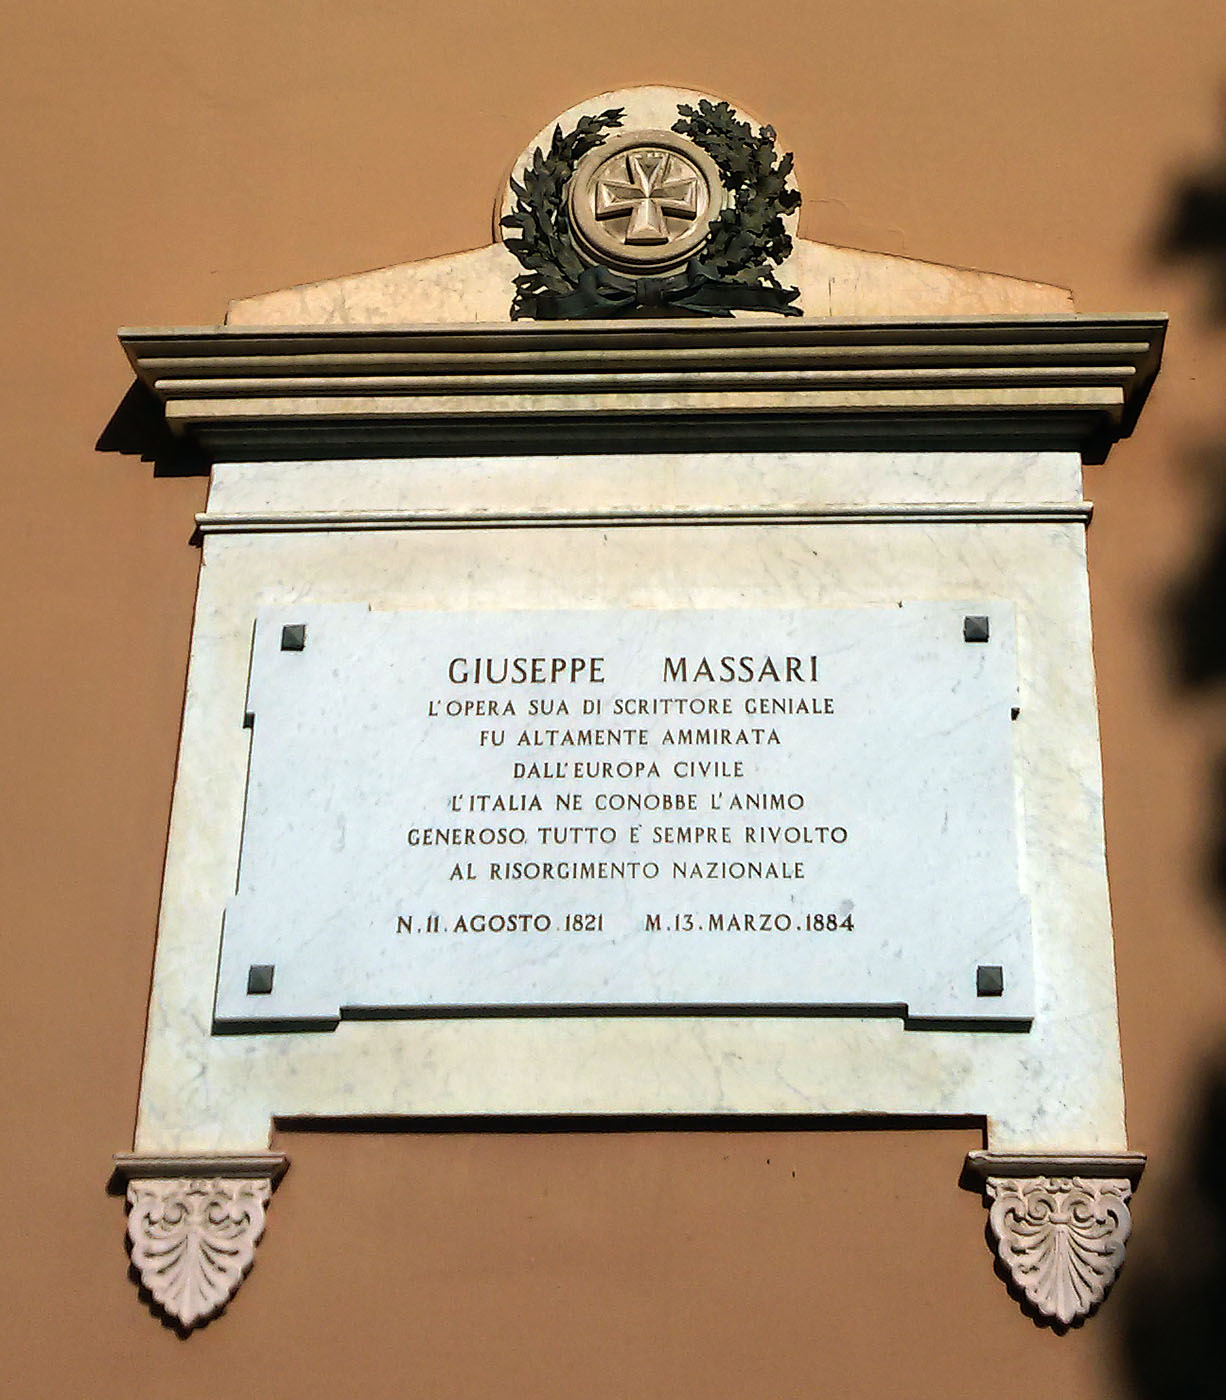 GIUSEPPE MASSARI
L'OPERA SUA DI SCRITTORE GENIALE
FU ALTAMENTE AMMIRATA
DALL'EUROPA CIVILE
L'ITALIA NE CONOBBE L'ANIMO
GENEROSO TUTTO E SEMPRE RIVOLTO
AL RISORGIMENTO NAZIONALE
N.11.AGOSTO.1821 M.13.MARZO.1884